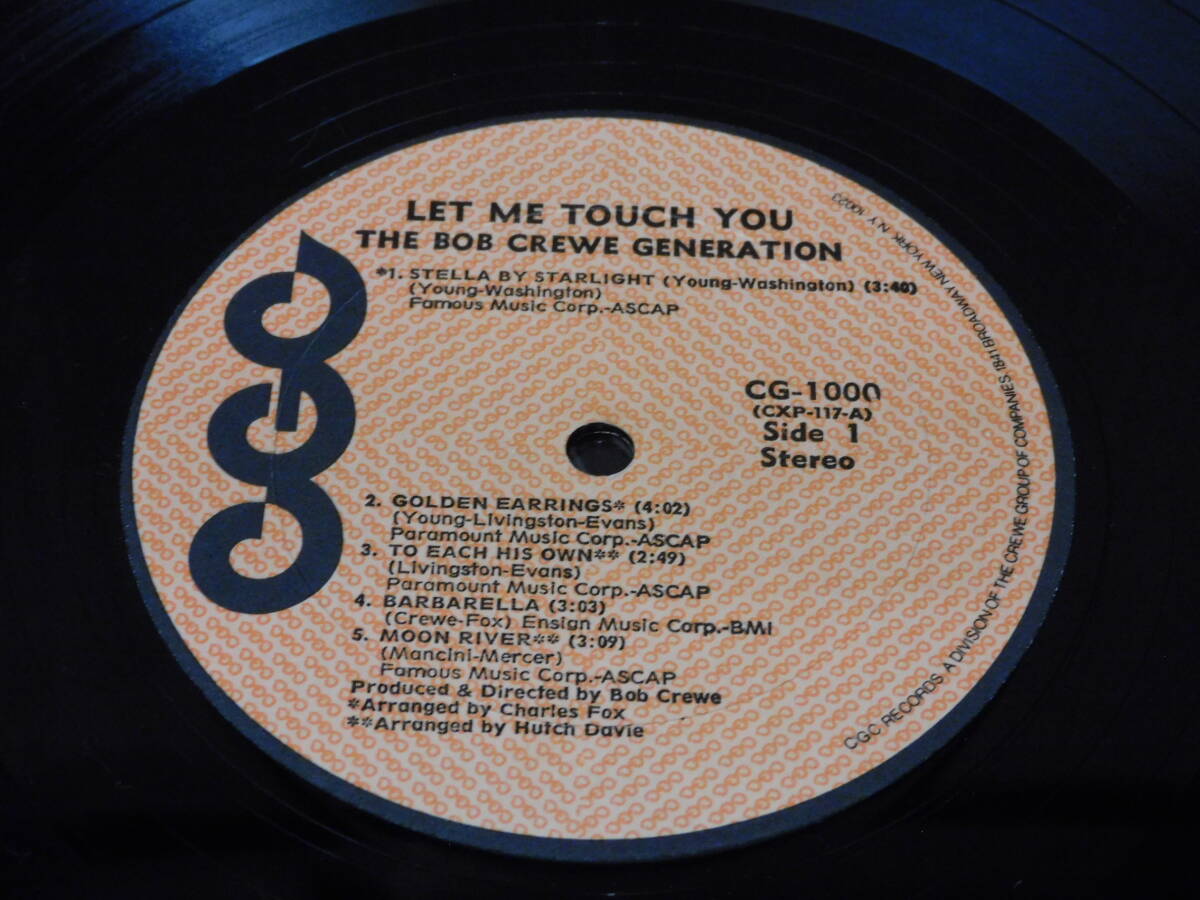 LET ME TOUCH YOU
THE BOB CREWE GENERATION
*1. STELLA BY STARLIGHT (Young-Washington) (3:40)
(Young-Washington)
Famous Music Corp.-ASCAP
CG-1000
(CXP-117-A)
Side 1
Stereo
2. GOLDEN EARRINGS* (4:02)
(Young-Livingston-Evans)
Paramount Music Corp.-ASCAP
3. TO EACH HIS OWN** (2:49)
(Livingston-Evans)
Paramount Music Corp.-ASCAP
4. BARBARELLA (3:03)
(Crewe-Fox) Ensign Music Corp.-BMI
5. MOON RIVER** (3:09)
(Mancini-Mercer)
Famous Music Corp.-ASCAP
Produced & Directed by Bob Crewe
*Arranged by Charles Fox
**Arranged by Hutch Davie
C.G.C. RECORDS. A DIVISION OF THE CREWE GROUP OF COMPANIES, 1841 BROADWAY NEW YORK, N.Y. 10023